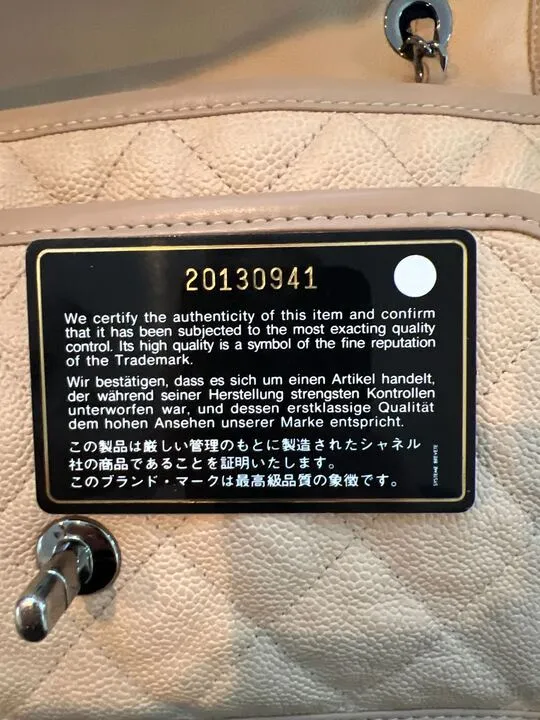 20130941
We certify the authenticity of this item and confirm
that it has been subjected to the most exacting quality
control. Its high quality is a symbol of the fine reputation
of the Trademark.
Wir bestätigen, dass es sich um einen Artikel handelt,
der während seiner Herstellung strengsten Kontrollen
unterworfen war, und dessen erstklassige Qualität
dem hohen Ansehen unserer Marke entspricht.
この製品は厳しい管理のもとに製造されたシャネル
社の商品であることを証明いたします。
このブランド・マークは最高級品質の象徴です。
SYSTEME BREVETE